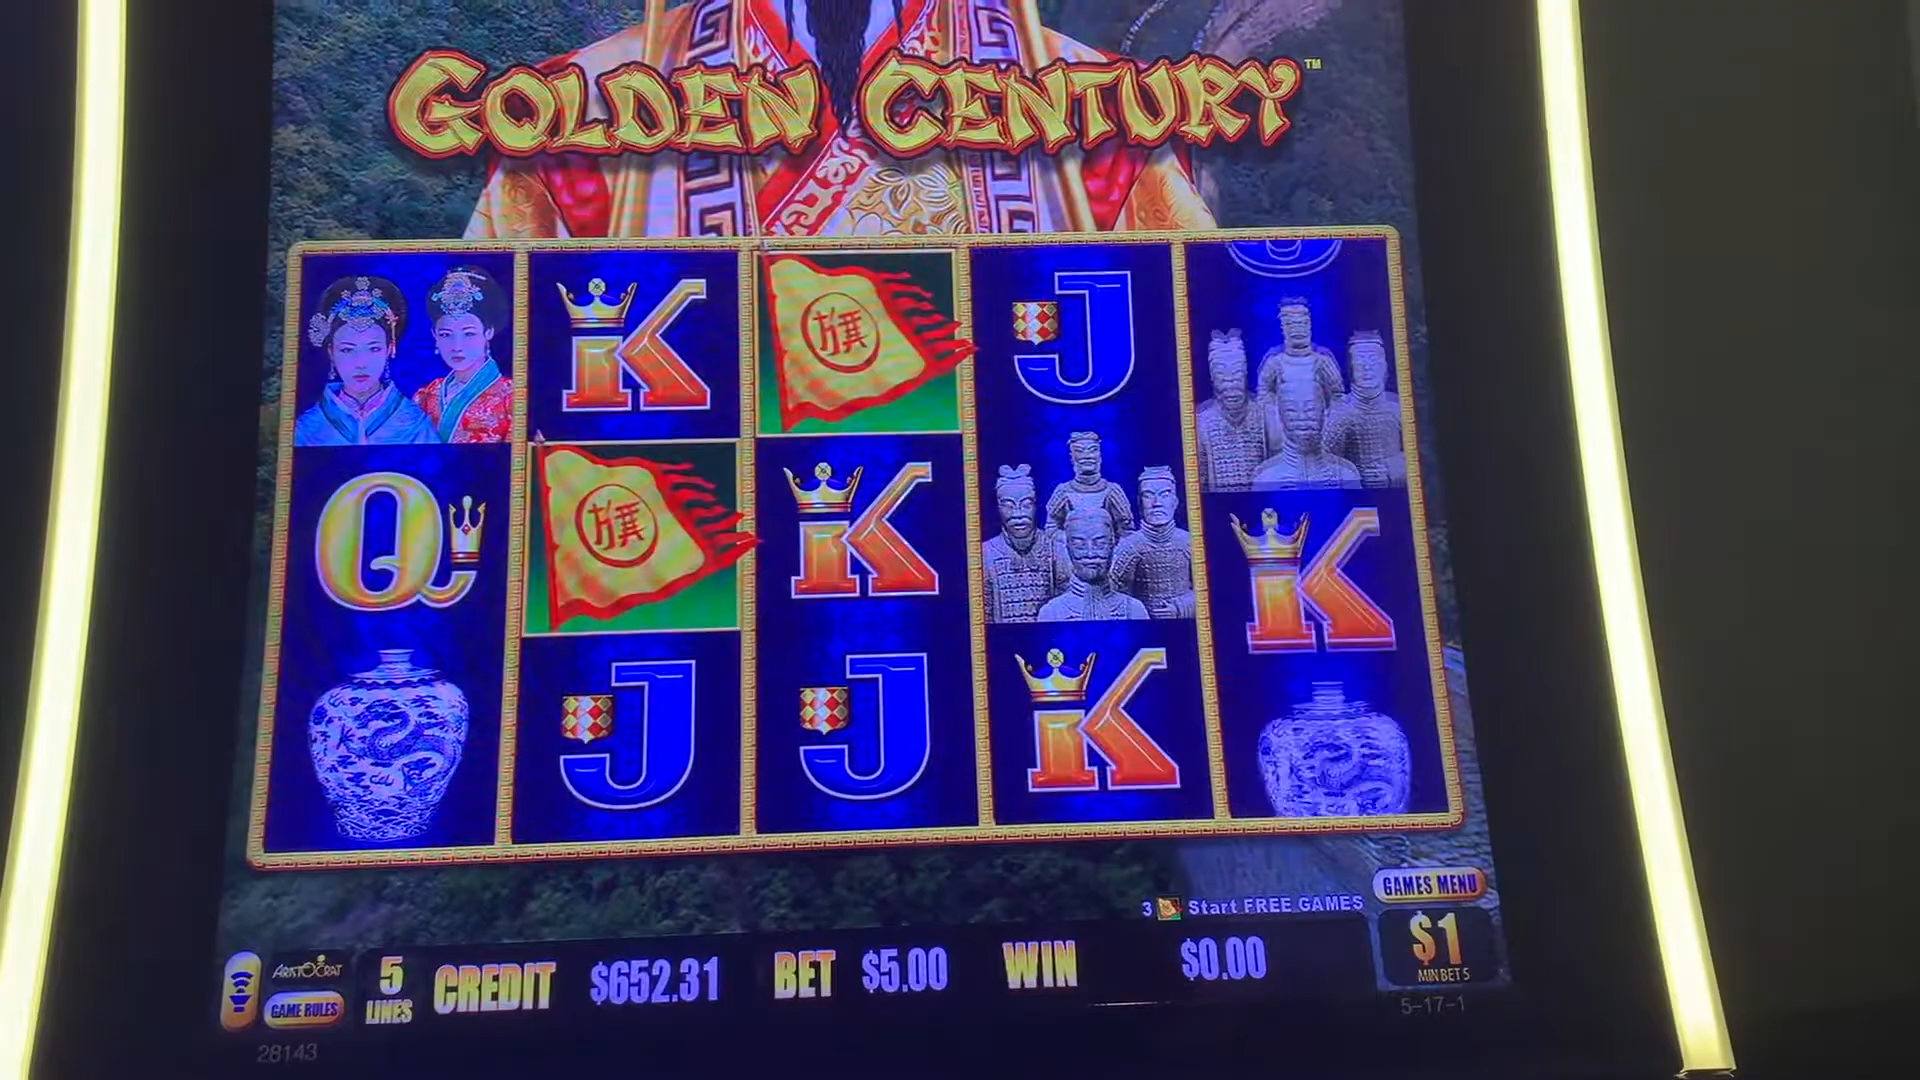 GOLDEN CENTURY™
K
旗
J
Q
旗
K
K
J
J
K
GAMES MENU
3 Start FREE GAMES
ARISTOCRAT
GAME RULES
5 LINES
CREDIT $652.31
BET $5.00
WIN $0.00
$1
MIN BET 5
5-17-1
28143